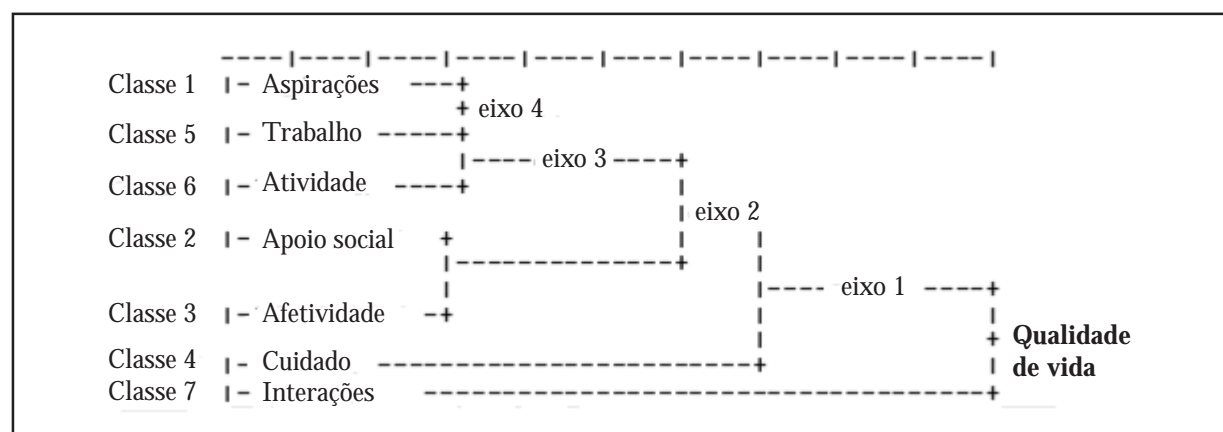 Classe 1 Aspirações
eixo 4
Classe 5 Trabalho
eixo 3
Classe 6 Atividade
eixo 2
Classe 2 Apoio social
eixo 1
Classe 3 Afetividade
Qualidade
Classe 4 Cuidado
de vida
Classe 7 Interações